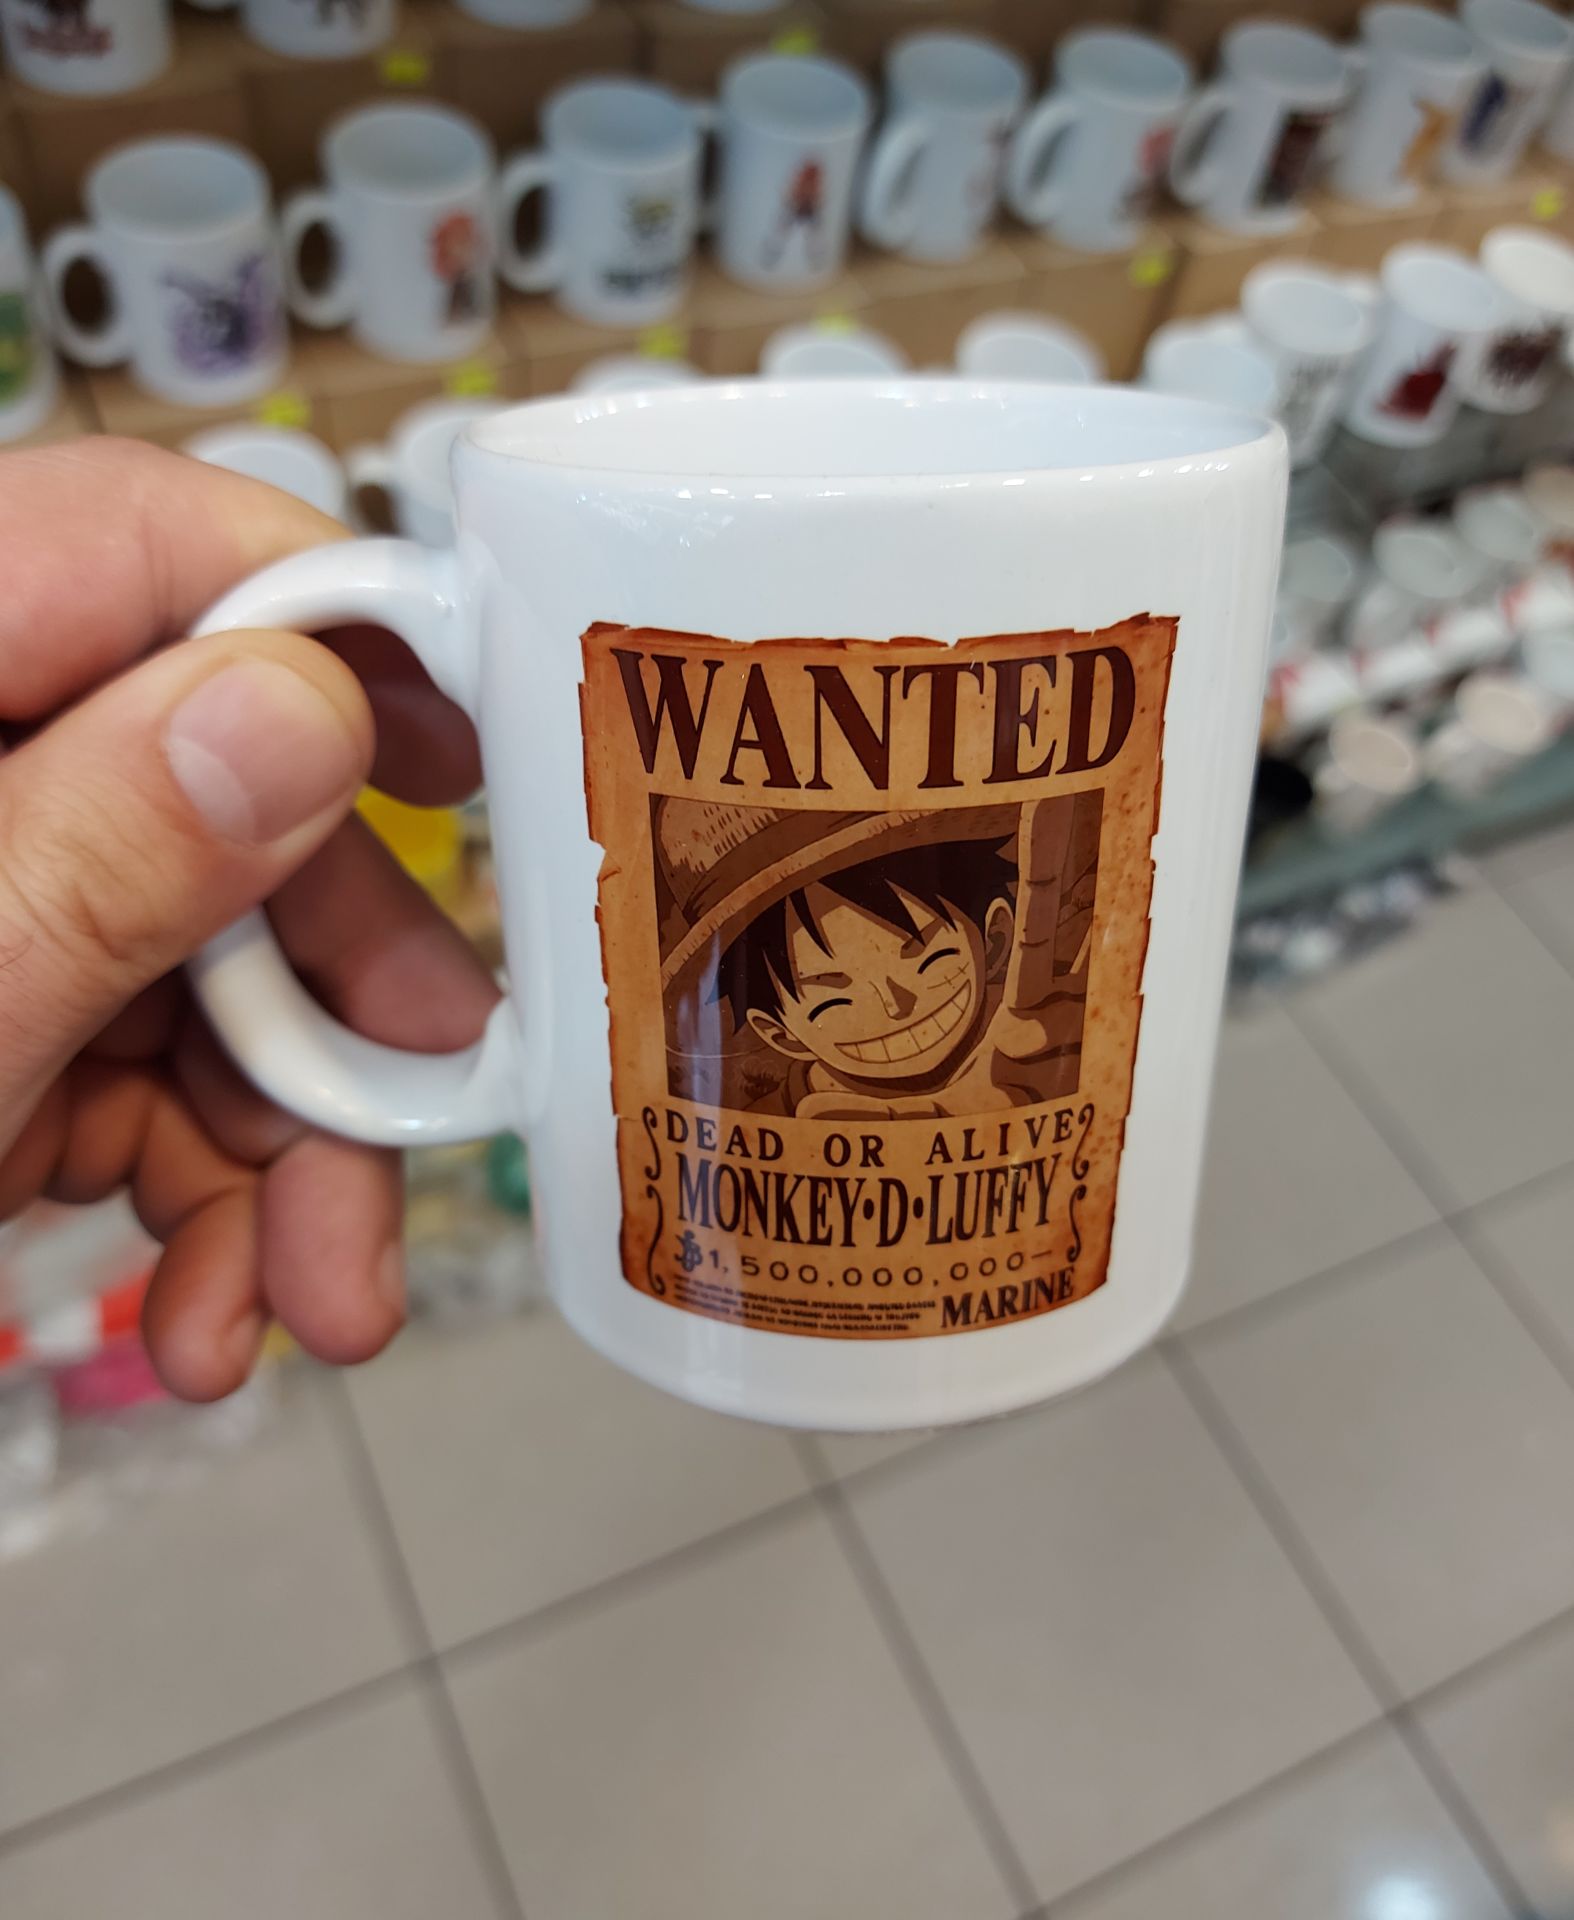 WANTED
DEAD OR ALIVE
MONKEY•D•LUFFY
฿1,500,000,000–
MARINE